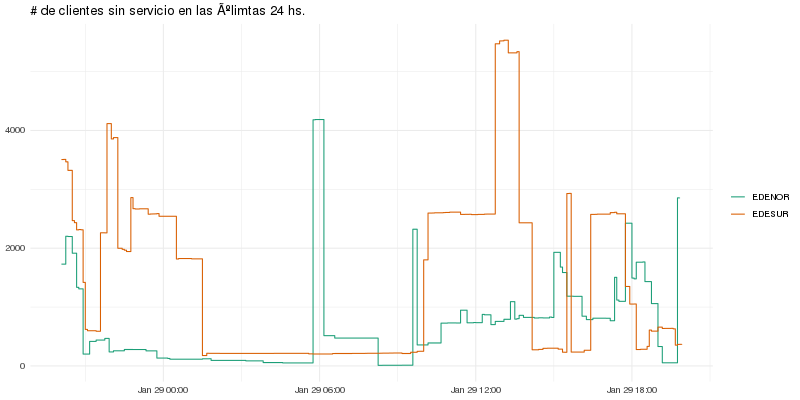 # de clientes sin servicio en las Ãºlimtas 24 hs.
4000
2000
0
Jan 29 00:00
Jan 29 06:00
Jan 29 12:00
Jan 29 18:00
EDENOR
EDESUR